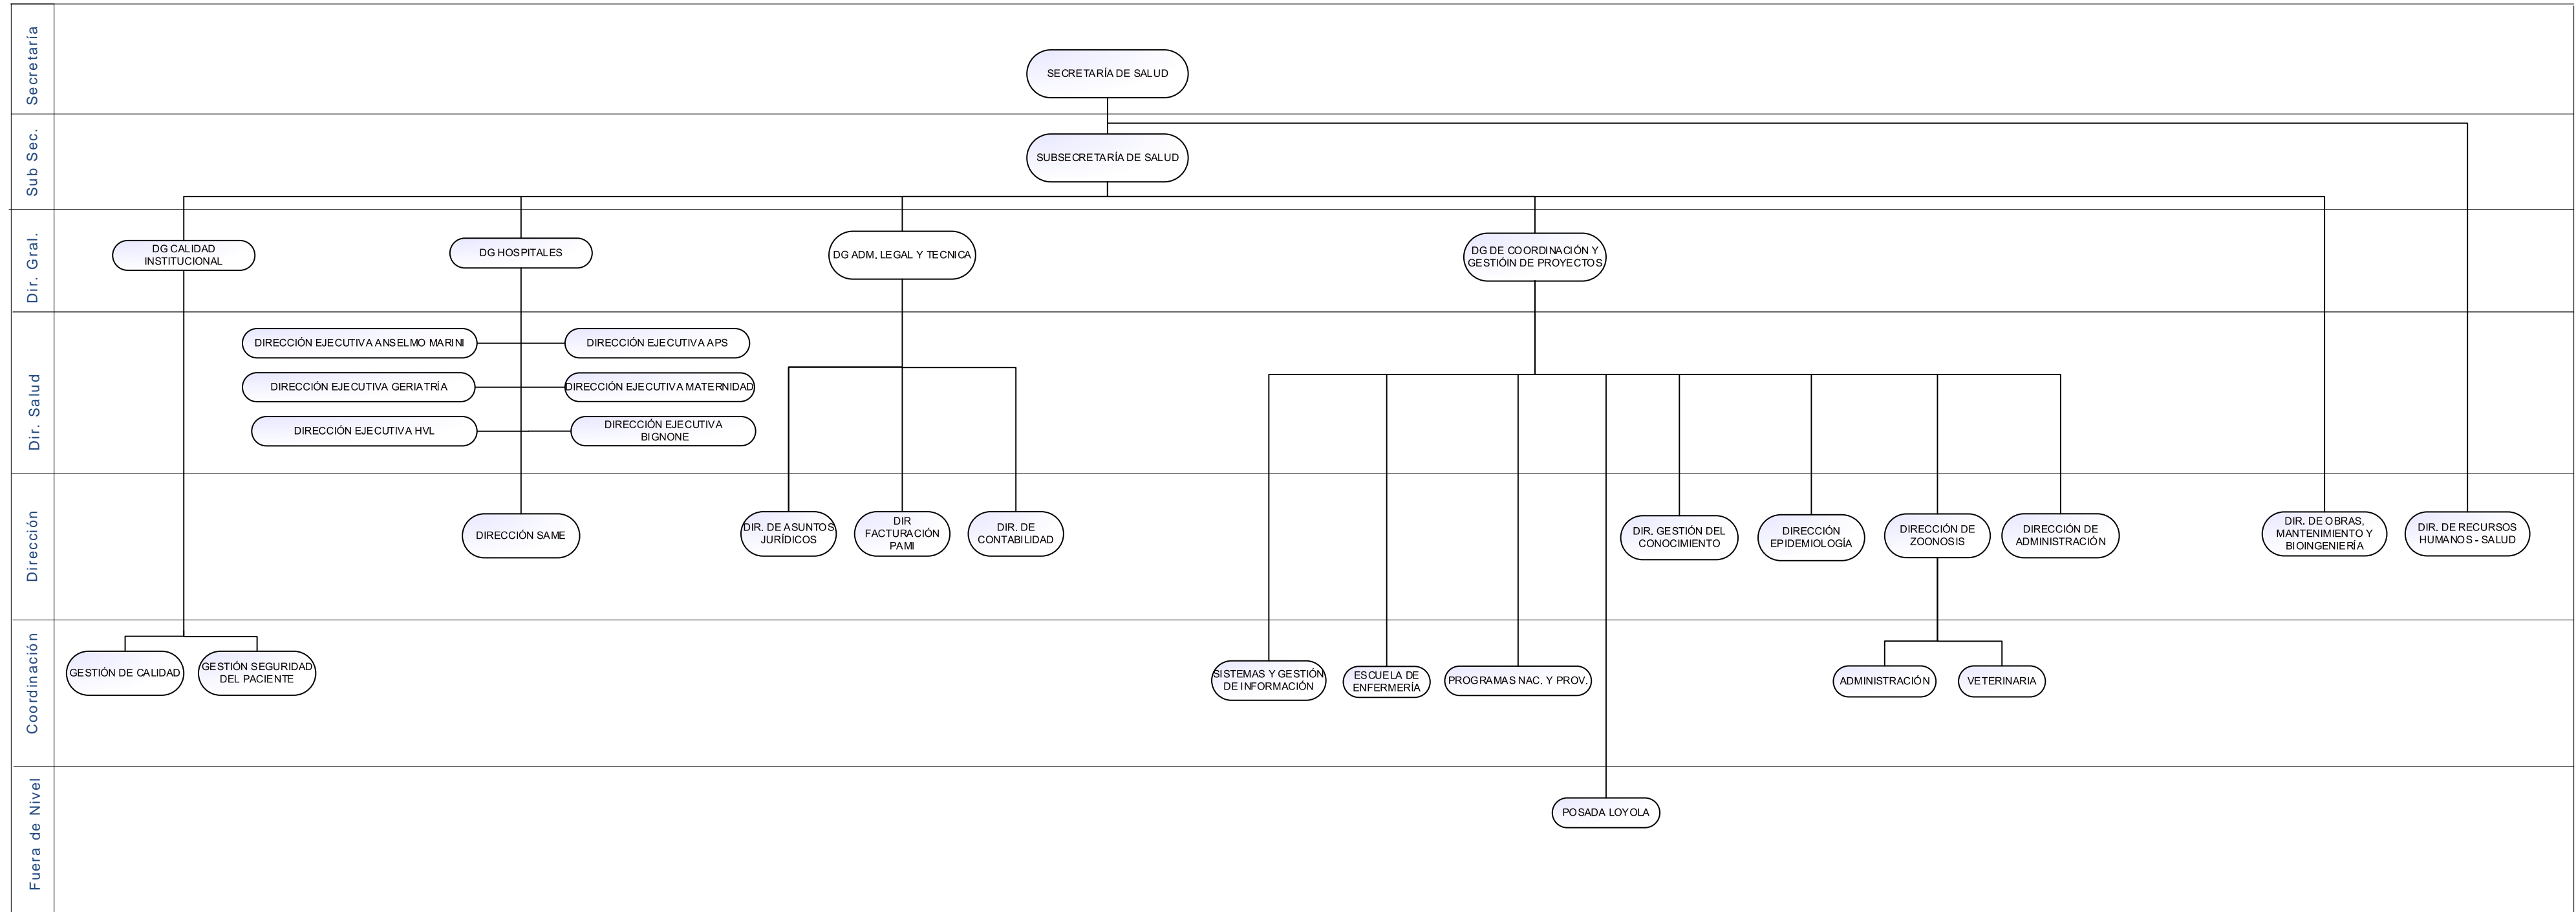 Secretaría
SECRETARÍA DE SALUD
Sub Sec.
SUBSECRETARÍA DE SALUD
Dir. Gral.
DG CALIDAD
INSTITUCIONAL
DG HOSPITALES
DG ADM. LEGAL Y TECNICA
DG DE COORDINACIÓN Y
GESTIÓIN DE PROYECTOS
Dir. Salud
DIRECCIÓN EJECUTIVA ANSELMO MARINI
DIRECCIÓN EJECUTIVA APS
DIRECCIÓN EJECUTIVA GERIATRÍA
DIRECCIÓN EJECUTIVA MATERNIDAD
DIRECCIÓN EJECUTIVA HVL
DIRECCIÓN EJECUTIVA
BIGNONE
Dirección
DIRECCIÓN SAME
DIR. DE ASUNTOS
JURÍDICOS
DIR
FACTURACIÓN
PAMI
DIR. DE
CONTABILIDAD
DIR. GESTIÓN DEL
CONOCIMIENTO
DIRECCIÓN
EPIDEMIOLOGÍA
DIRECCIÓN DE
ZOONOSIS
DIRECCIÓN DE
ADMINISTRACIÓN
DIR. DE OBRAS,
MANTENIMIENTO Y
BIOINGENIERÍA
DIR. DE RECURSOS
HUMANOS - SALUD
Coordinación
GESTIÓN DE CALIDAD
GESTIÓN SEGURIDAD
DEL PACIENTE
SISTEMAS Y GESTIÓN
DE INFORMACIÓN
ESCUELA DE
ENFERMERÍA
PROGRAMAS NAC. Y PROV.
ADMINISTRACIÓN
VETERINARIA
Fuera de Nivel
POSADA LOYOLA